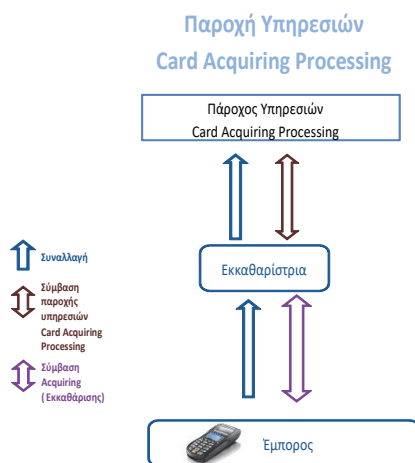 Παροχή Υπηρεσιών
Card Acquiring Processing
Πάροχος Υπηρεσιών
Card Acquiring Processing
Εκκαθαρίστρια
Συναλλαγή
Σύμβαση
παροχής
υπηρεσιών
Card Acquiring
Processing
Σύμβαση
Acquiring
( Εκκαθάρισης)
Έμπορος